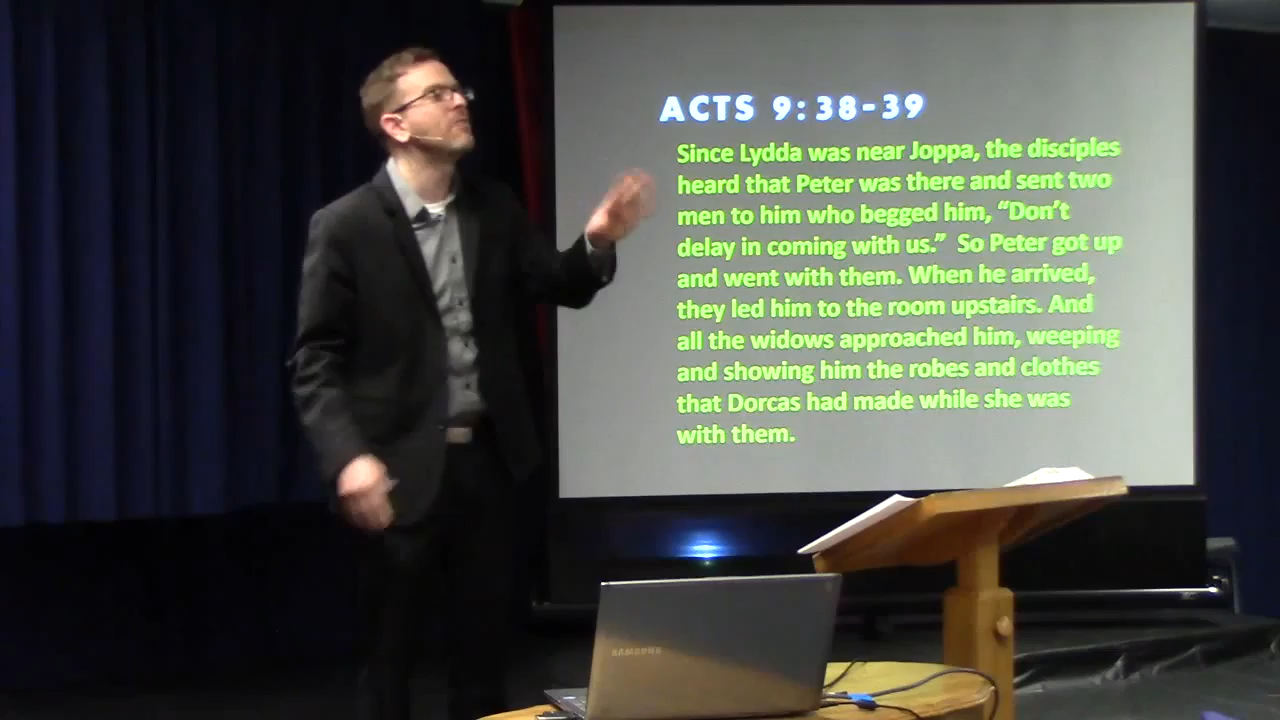 ACTS 9:38-39
Since Lydda was near Joppa, the disciples
heard that Peter was there and sent two
men to him who begged him, “Don’t
delay in coming with us.”  So Peter got up
and went with them. When he arrived,
they led him to the room upstairs. And
all the widows approached him, weeping
and showing him the robes and clothes
that Dorcas had made while she was
with them.
SAMSUNG